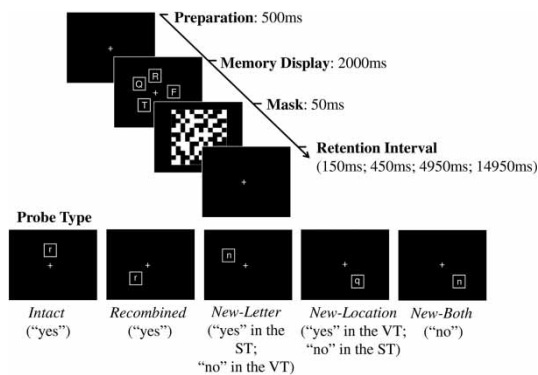 Preparation: 500ms
Memory Display: 2000ms
R
Q
F
T
Mask: 50ms
Retention Interval
(150ms; 450ms; 4950ms; 14950ms)
Probe Type
r
r
n
q
n
Intact Recombined New-Letter New-Location New-Both
("yes") ("yes") ("yes" in the ("yes" in the VT; ("no")
ST; "no" in the ST)
"no" in the VT)